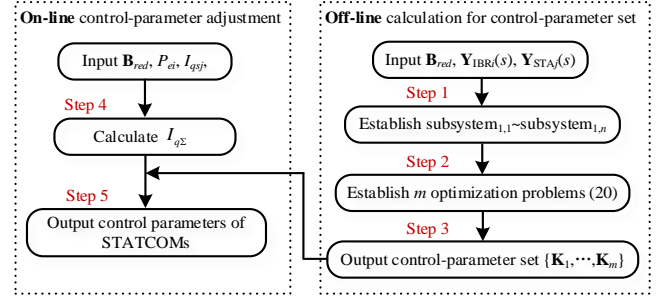 On-line control-parameter adjustment
Input B_red, P_ei, I_qsj,
Step 4
Calculate I_qΣ
Step 5
Output control parameters of
STATCOMs
Off-line calculation for control-parameter set
Input B_red, Y_IBRi(s), Y_STAj(s)
Step 1
Establish subsystem_1,1~subsystem_1,n
Step 2
Establish m optimization problems (20)
Step 3
Output control-parameter set {K_1,⋯,K_m}